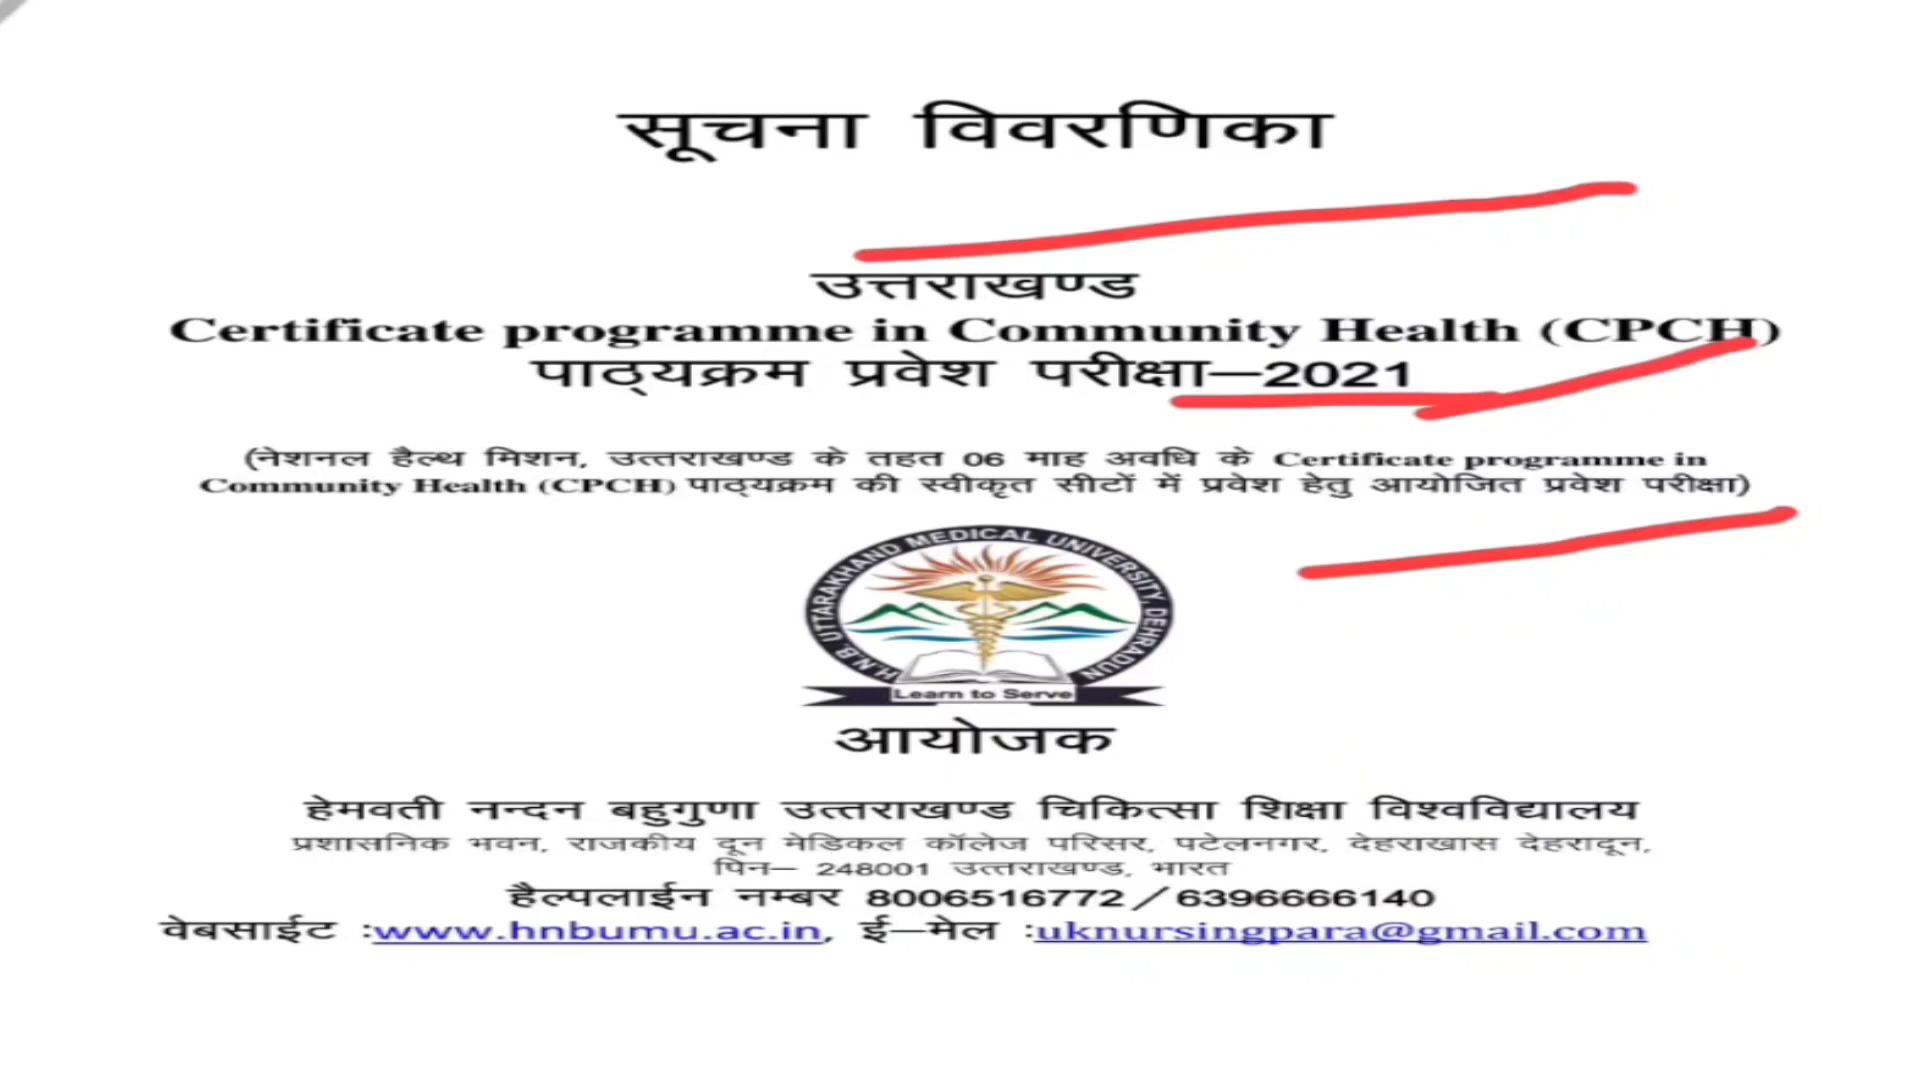 सूचना विवरणिका
उत्तराखण्ड
Certificate programme in Community Health (CPCH)
पाठ्यक्रम प्रवेश परीक्षा–2021
(नेशनल हैल्थ मिशन, उत्तराखण्ड के तहत 06 माह अवधि के Certificate programme in
Community Health (CPCH) पाठ्यक्रम की स्वीकृत सीटों में प्रवेश हेतु आयोजित प्रवेश परीक्षा)
H.N.B. UTTARAKHAND MEDICAL UNIVERSITY, DEHRADUN
Learn to Serve
आयोजक
हेमवती नन्दन बहुगुणा उत्तराखण्ड चिकित्सा शिक्षा विश्वविद्यालय
प्रशासनिक भवन, राजकीय दून मेडिकल कॉलेज परिसर, पटेलनगर, देहराखास देहरादून,
पिन– 248001 उत्तराखण्ड, भारत
हैल्पलाईन नम्बर 8006516772/6396666140
वेबसाईट :www.hnbumu.ac.in, ई–मेल :uknursingpara@gmail.com